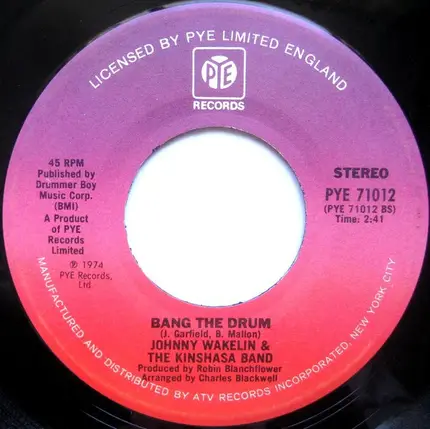 LICENSED BY PYE LIMITED ENGLAND
PYE
RECORDS
45 RPM
Published by
Drummer Boy
Music Corp.
(BMI)
A Product
of PYE
Records
Limited
℗ 1974
PYE Records,
Ltd
STEREO
PYE 71012
(PYE 71012 BS)
Time: 2:41
BANG THE DRUM
(J. Garfield, B. Mallon)
JOHNNY WAKELIN &
THE KINSHASA BAND
Produced by Robin Blanchflower
Arranged by Charles Blackwell
MANUFACTURED AND DISTRIBUTED BY ATV RECORDS INCORPORATED, NEW YORK CITY.